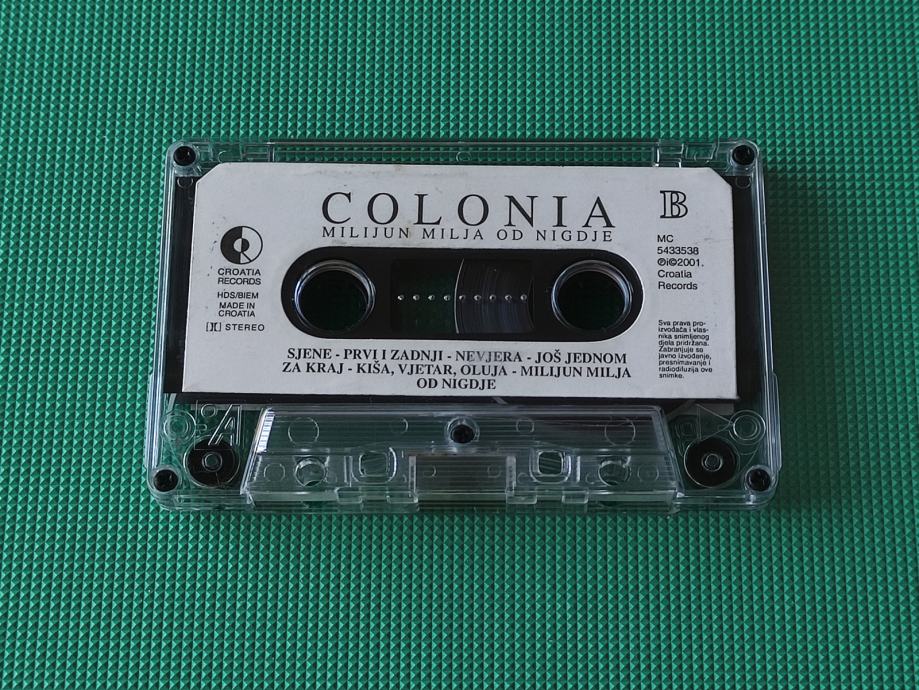 COLONIA
B
MILIJUN MILJA OD NIGDJE
CROATIA
RECORDS
HDS/BIEM
MADE IN
CROATIA
STEREO
MC
5433538
℗i©2001.
Croatia
Records
Sva prava pro-
izvođača i vlas-
nika snimljenog
djela pridržana.
Zabranjuje se
javno izvođenje,
presnimavanje i
radiodifuzija ove
snimke.
SJENE - PRVI I ZADNJI - NEVJERA - JOŠ JEDNOM
ZA KRAJ - KIŠA, VJETAR, OLUJA - MILIJUN MILJA
OD NIGDJE
A